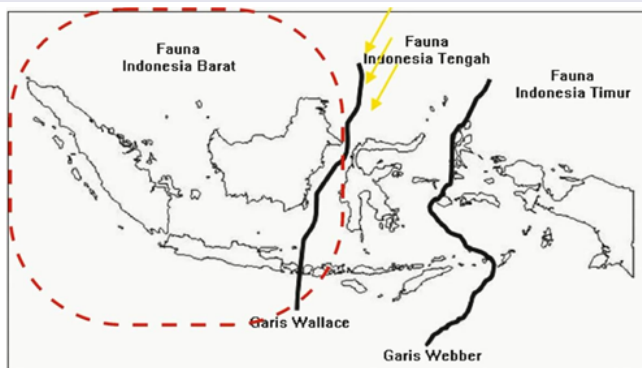 Fauna
Indonesia Barat
Fauna
Indonesia Tengah
Fauna
Indonesia Timur
Garis Wallace
Garis Webber